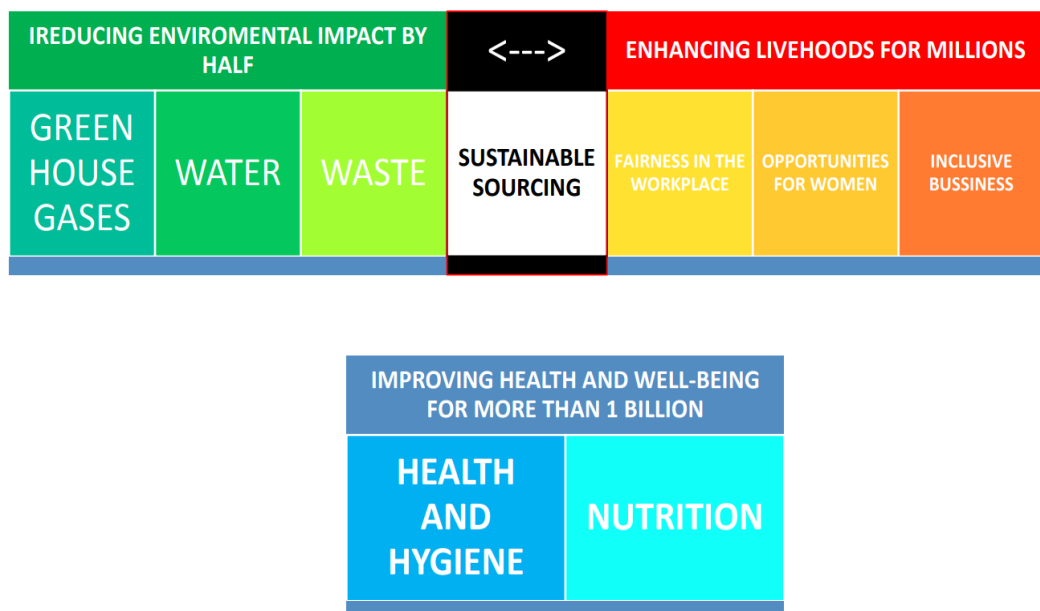 IREDUCING ENVIROMENTAL IMPACT BY
HALF
<--->
ENHANCING LIVEHOODS FOR MILLIONS
GREEN
HOUSE
GASES
WATER
WASTE
SUSTAINABLE
SOURCING
FAIRNESS IN THE
WORKPLACE
OPPORTUNITIES
FOR WOMEN
INCLUSIVE
BUSSINESS
IMPROVING HEALTH AND WELL-BEING
FOR MORE THAN 1 BILLION
HEALTH
AND
HYGIENE
NUTRITION